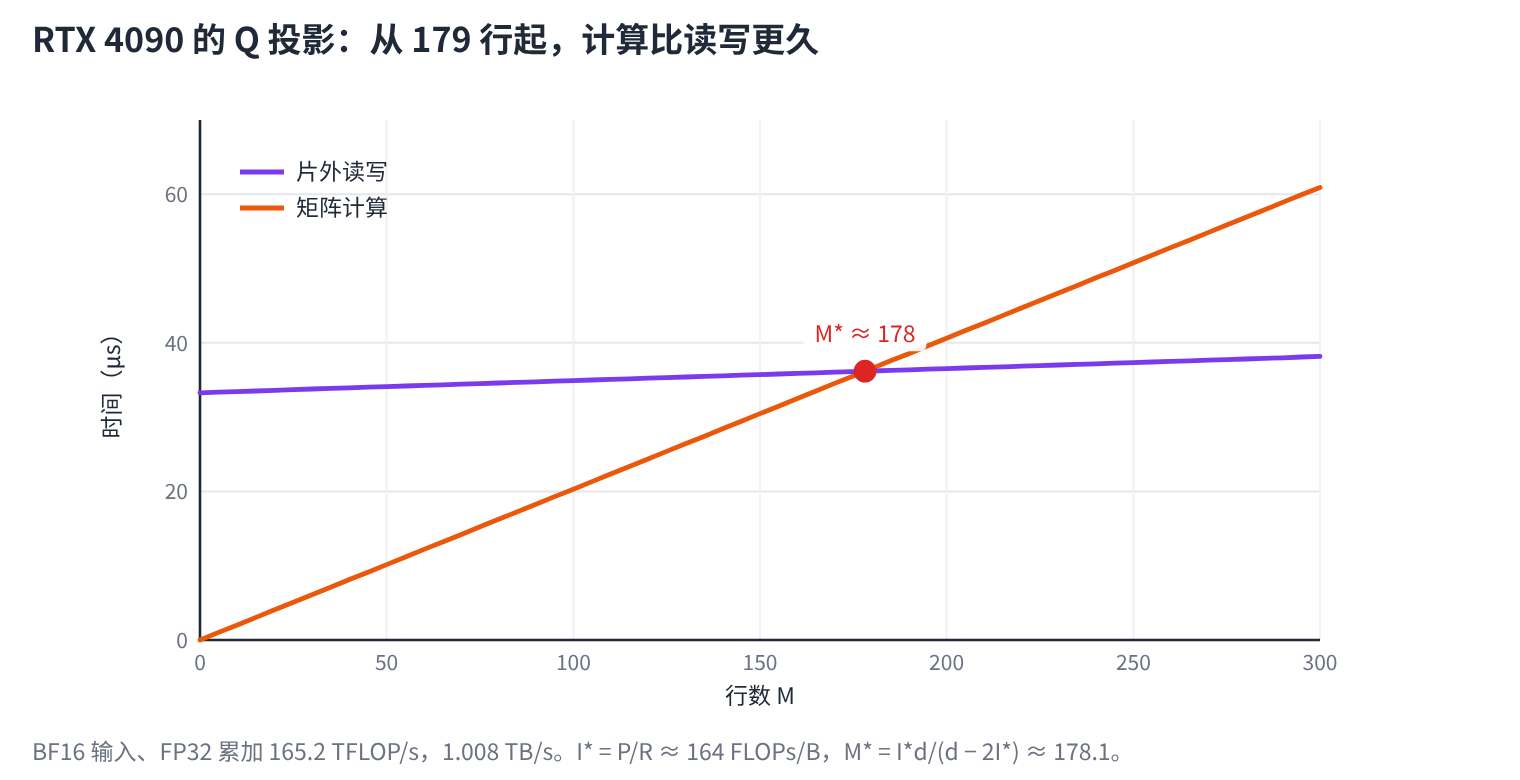 RTX 4090 的 Q 投影：从 179 行起，计算比读写更久
片外读写
矩阵计算
60
40
20
0
时间（μs）
M* ≈ 178
0 50 100 150 200 250 300
行数 M
BF16 输入、FP32 累加 165.2 TFLOP/s，1.008 TB/s。I* = P/R ≈ 164 FLOPs/B，M* = I*d/(d − 2I*) ≈ 178.1。